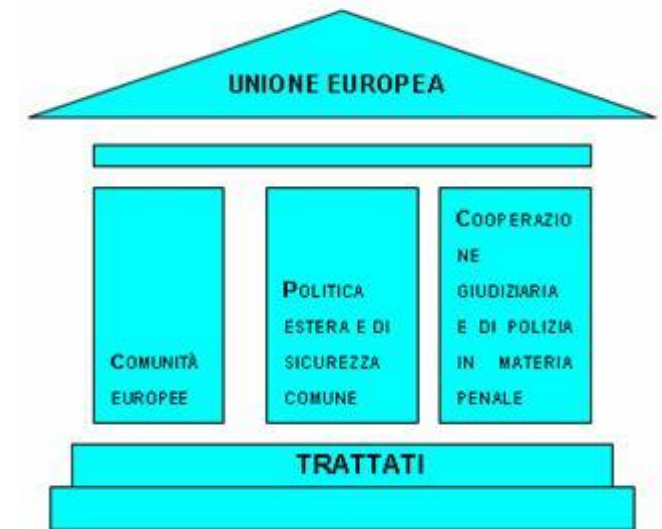 UNIONE EUROPEA
COMUNITÀ
EUROPEE
POLITICA
ESTERA E DI
SICUREZZA
COMUNE
COOPERAZIO
NE
GIUDIZIARIA
E DI POLIZIA
IN MATERIA
PENALE
TRATTATI